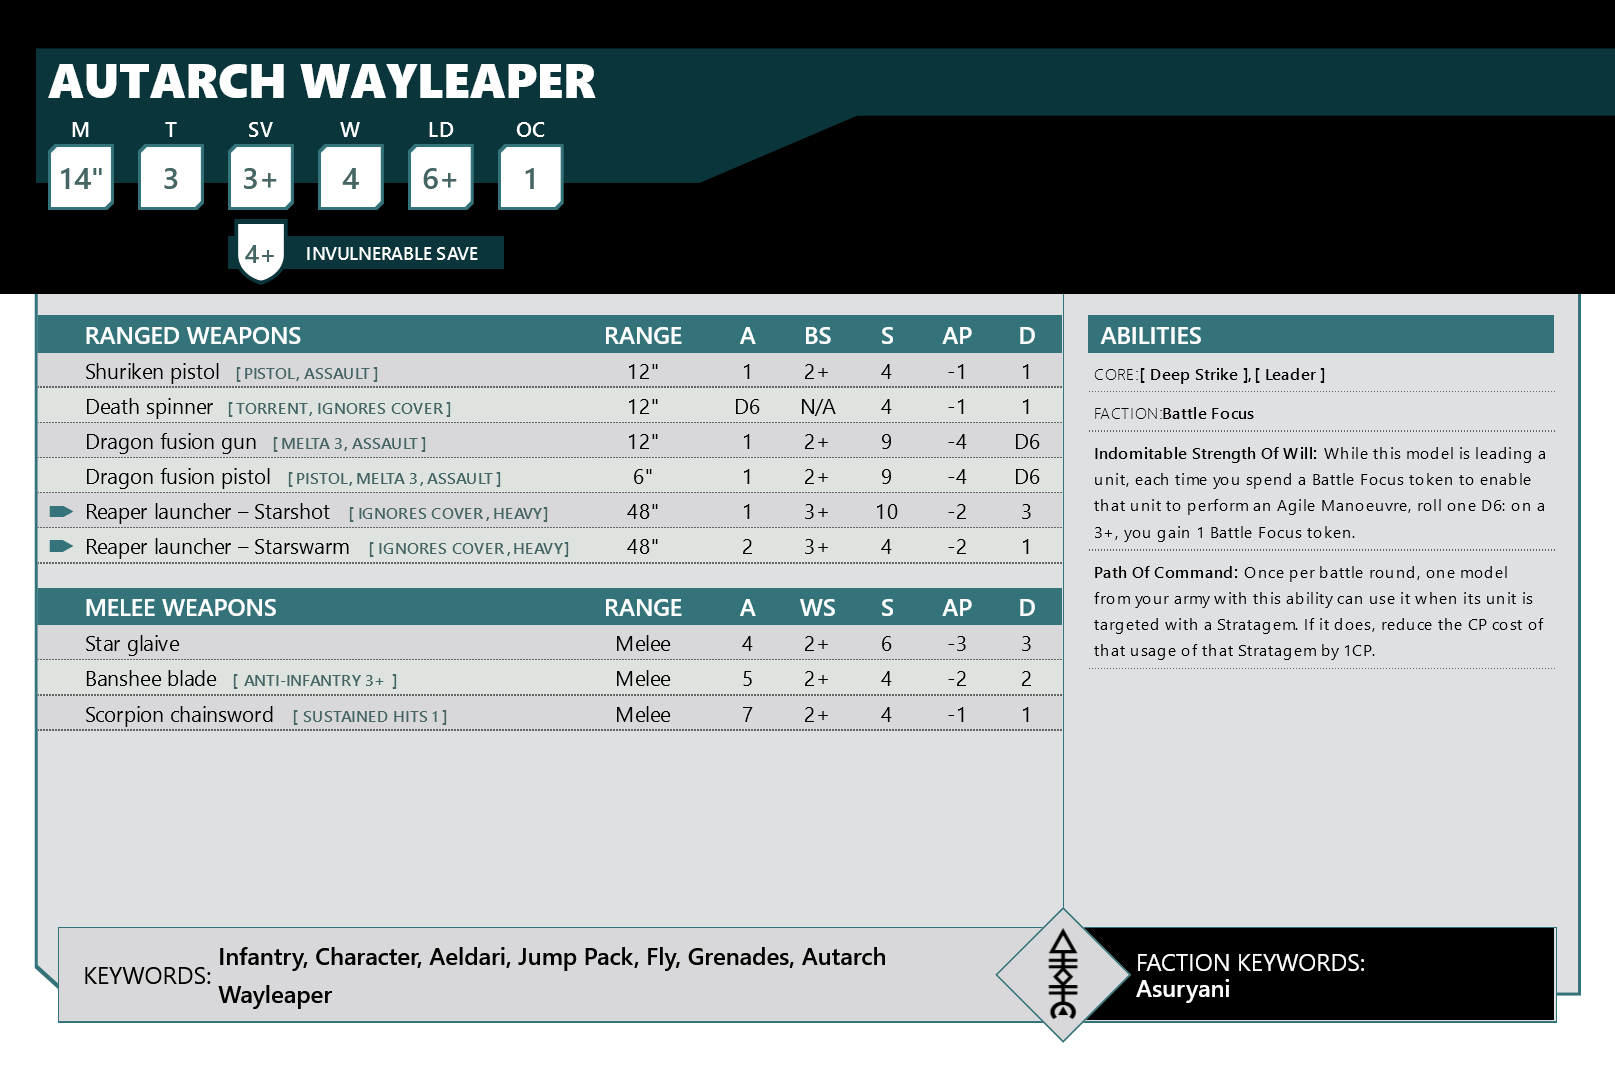 AUTARCH WAYLEAPER
M T SV W LD OC
14" 3 3+ 4 6+ 1
4+ INVULNERABLE SAVE
RANGED WEAPONS RANGE A BS S AP D
Shuriken pistol [ PISTOL, ASSAULT ] 12" 1 2+ 4 -1 1
Death spinner [ TORRENT, IGNORES COVER ] 12" D6 N/A 4 -1 1
Dragon fusion gun [ MELTA 3, ASSAULT ] 12" 1 2+ 9 -4 D6
Dragon fusion pistol [ PISTOL, MELTA 3, ASSAULT ] 6" 1 2+ 9 -4 D6
Reaper launcher – Starshot [ IGNORES COVER, HEAVY] 48" 1 3+ 10 -2 3
Reaper launcher – Starswarm [ IGNORES COVER, HEAVY] 48" 2 3+ 4 -2 1
MELEE WEAPONS RANGE A WS S AP D
Star glaive Melee 4 2+ 6 -3 3
Banshee blade [ ANTI-INFANTRY 3+ ] Melee 5 2+ 4 -2 2
Scorpion chainsword [ SUSTAINED HITS 1 ] Melee 7 2+ 4 -1 1
ABILITIES
CORE:[ Deep Strike ], [ Leader ]
FACTION:Battle Focus
Indomitable Strength Of Will: While this model is leading a
unit, each time you spend a Battle Focus token to enable
that unit to perform an Agile Manoeuvre, roll one D6: on a
3+, you gain 1 Battle Focus token.
Path Of Command: Once per battle round, one model
from your army with this ability can use it when its unit is
targeted with a Stratagem. If it does, reduce the CP cost of
that usage of that Stratagem by 1CP.
KEYWORDS: Infantry, Character, Aeldari, Jump Pack, Fly, Grenades, Autarch
Wayleaper
FACTION KEYWORDS:
Asuryani